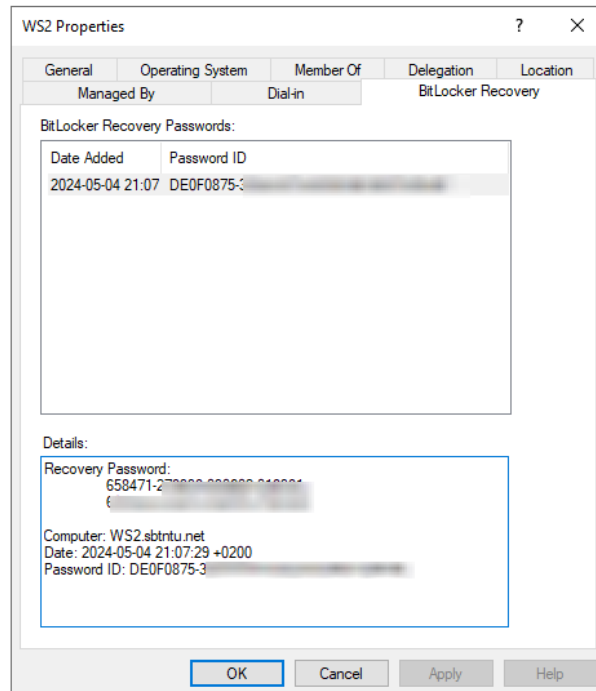 WS2 Properties
?
General Operating System Member Of Delegation Location
Managed By Dial-in BitLocker Recovery
BitLocker Recovery Passwords:
Date Added Password ID
2024-05-04 21:07 DE0F0875-3
Details:
Recovery Password:
658471-2
6
Computer: WS2.sbtntu.net
Date: 2024-05-04 21:07:29 +0200
Password ID: DE0F0875-3
OK Cancel Apply Help